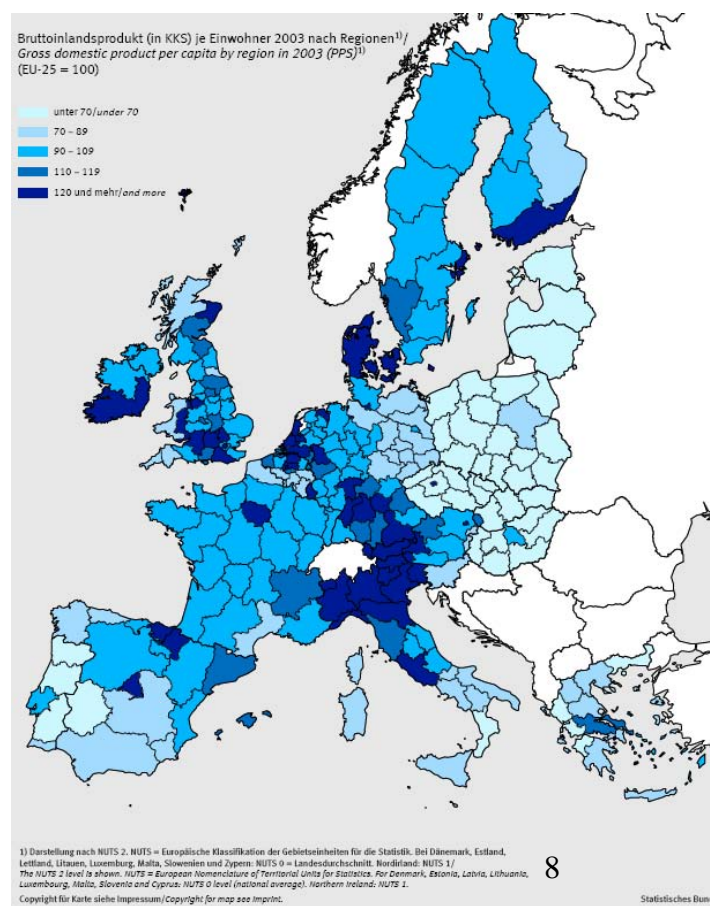 Bruttoinlandsprodukt (in KKS) je Einwohner 2003 nach Regionen¹⁾/
Gross domestic product per capita by region in 2003 (PPS)¹⁾
(EU-25 = 100)
unter 70/under 70
70 – 89
90 – 109
110 – 119
120 und mehr/and more
1) Darstellung nach NUTS 2. NUTS = Europäische Klassifikation der Gebietseinheiten für die Statistik. Bei Dänemark, Estland,
Lettland, Litauen, Luxemburg, Malta, Slowenien und Zypern: NUTS 0 = Landesdurchschnitt. Nordirland: NUTS 1/
The NUTS 2 level is shown. NUTS = European Nomenclature of Territorial Units for Statistics. For Denmark, Estonia, Latvia, Lithuania,
Luxembourg, Malta, Slovenia and Cyprus: NUTS 0 level (national average). Northern Ireland: NUTS 1.
8
Copyright für Karte siehe Impressum/Copyright for map see Imprint.
Statistisches Bun